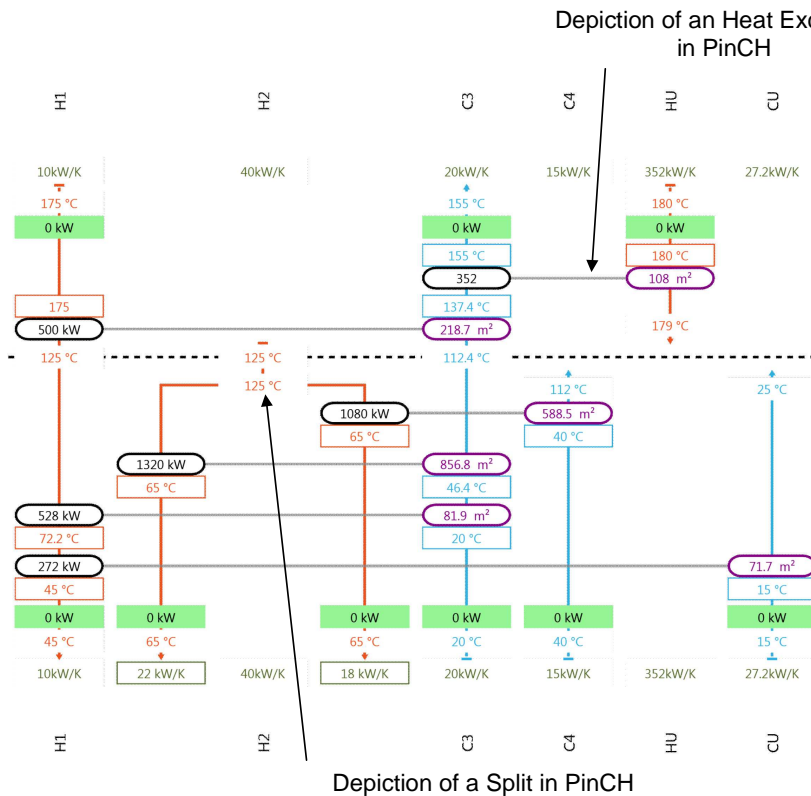 Depiction of an Heat Exc
in PinCH
H1 H2 C3 C4 HU CU
10kW/K 40kW/K 20kW/K 15kW/K 352kW/K 27.2kW/K
175 °C 155 °C 180 °C
0 kW 0 kW 0 kW
155 °C 180 °C
352 108 m²
175 137.4 °C
500 kW 218.7 m² 179 °C
125 °C 125 °C 112.4 °C
125 °C 112 °C 25 °C
1080 kW 588.5 m²
65 °C 40 °C
1320 kW 856.8 m²
65 °C 46.4 °C
528 kW 81.9 m²
72.2 °C 20 °C
272 kW 71.7 m²
45 °C 15 °C
0 kW 0 kW 0 kW 0 kW 0 kW 0 kW
45 °C 65 °C 65 °C 20 °C 40 °C 15 °C
10kW/K 22 kW/K 40kW/K 18 kW/K 20kW/K 15kW/K 352kW/K 27.2kW/K
H1 H2 C3 C4 HU CU
Depiction of a Split in PinCH